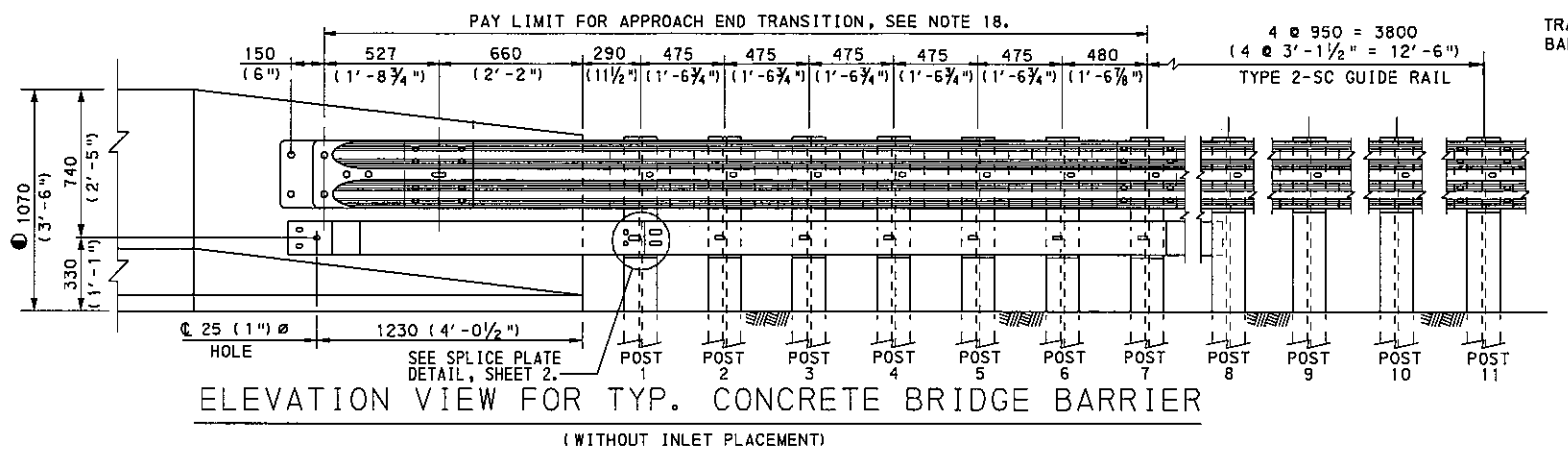 PAY LIMIT FOR APPROACH END TRANSITION, SEE NOTE 18.
4 @ 950 = 3800
(4 @ 3'-1½" = 12'-6")
TYPE 2-SC GUIDE RAIL
TRA
BAR
150
(6")
527
(1'-8¾")
660
(2'-2")
290
(11½")
475
(1'-6¾")
475
(1'-6¾")
475
(1'-6¾")
475
(1'-6¾")
475
(1'-6¾")
480
(1'-6⅞")
1070
(3'-6")
740
(2'-5")
330
(1'-1")
℄ 25 (1") ø
HOLE
1230 (4'-0½")
SEE SPLICE PLATE
DETAIL, SHEET 2.
POST
1
POST
2
POST
3
POST
4
POST
5
POST
6
POST
7
POST
8
POST
9
POST
10
POST
11
ELEVATION VIEW FOR TYP. CONCRETE BRIDGE BARRIER
(WITHOUT INLET PLACEMENT)